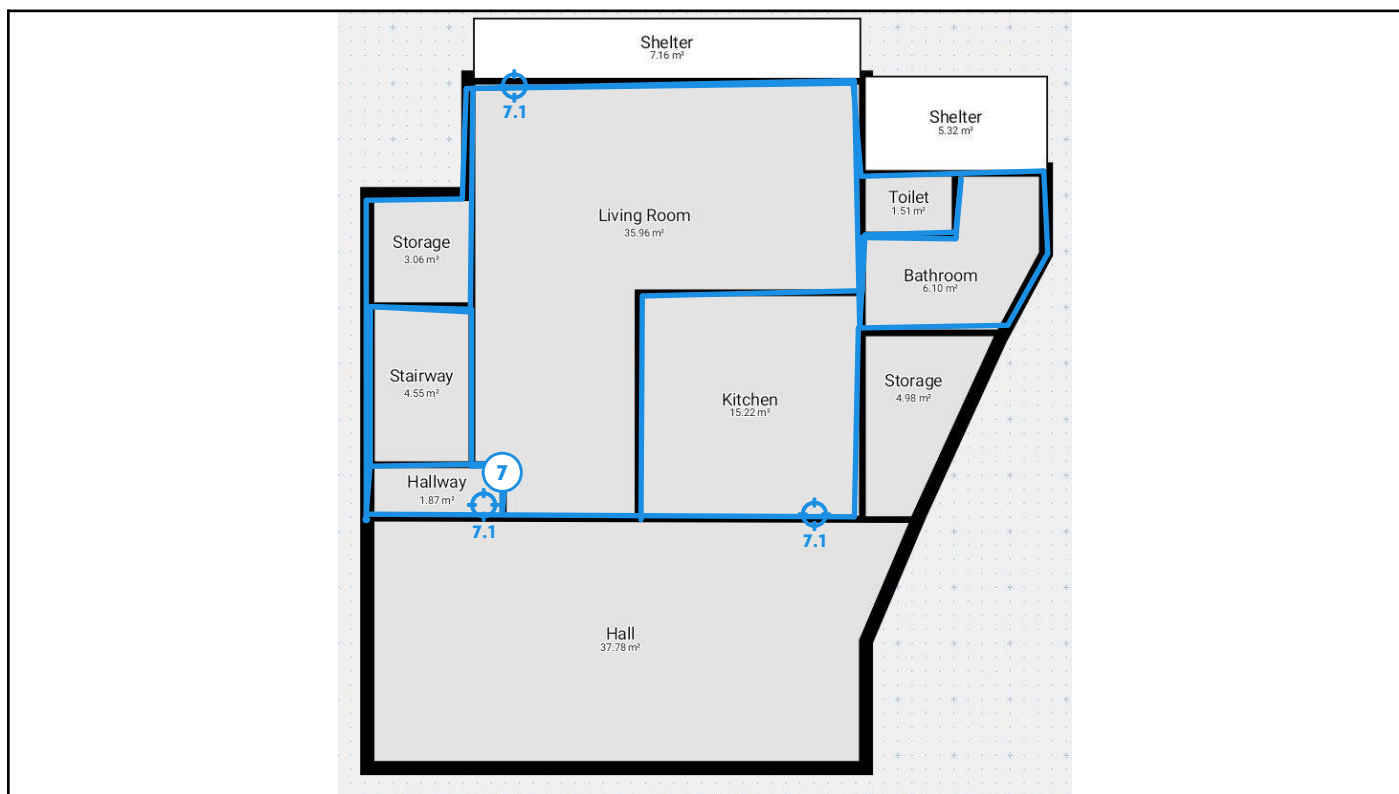 Shelter
7.16 m²
7.1
Shelter
5.32 m²
Toilet
1.51 m²
Living Room
35.96 m²
Storage
3.06 m²
Bathroom
6.10 m²
Stairway
4.55 m²
Kitchen
15.22 m²
Storage
4.98 m²
7
Hallway
1.87 m²
7.1
7.1
Hall
37.78 m²